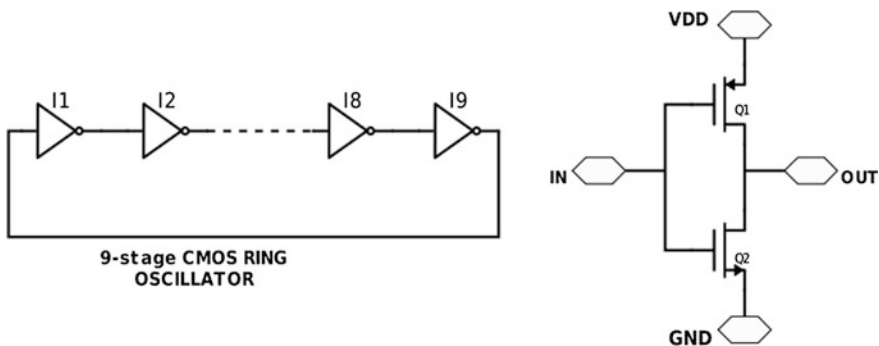 I1
I2
I8
I9
9-stage CMOS RING
OSCILLATOR
VDD
Q1
IN
OUT
Q2
GND